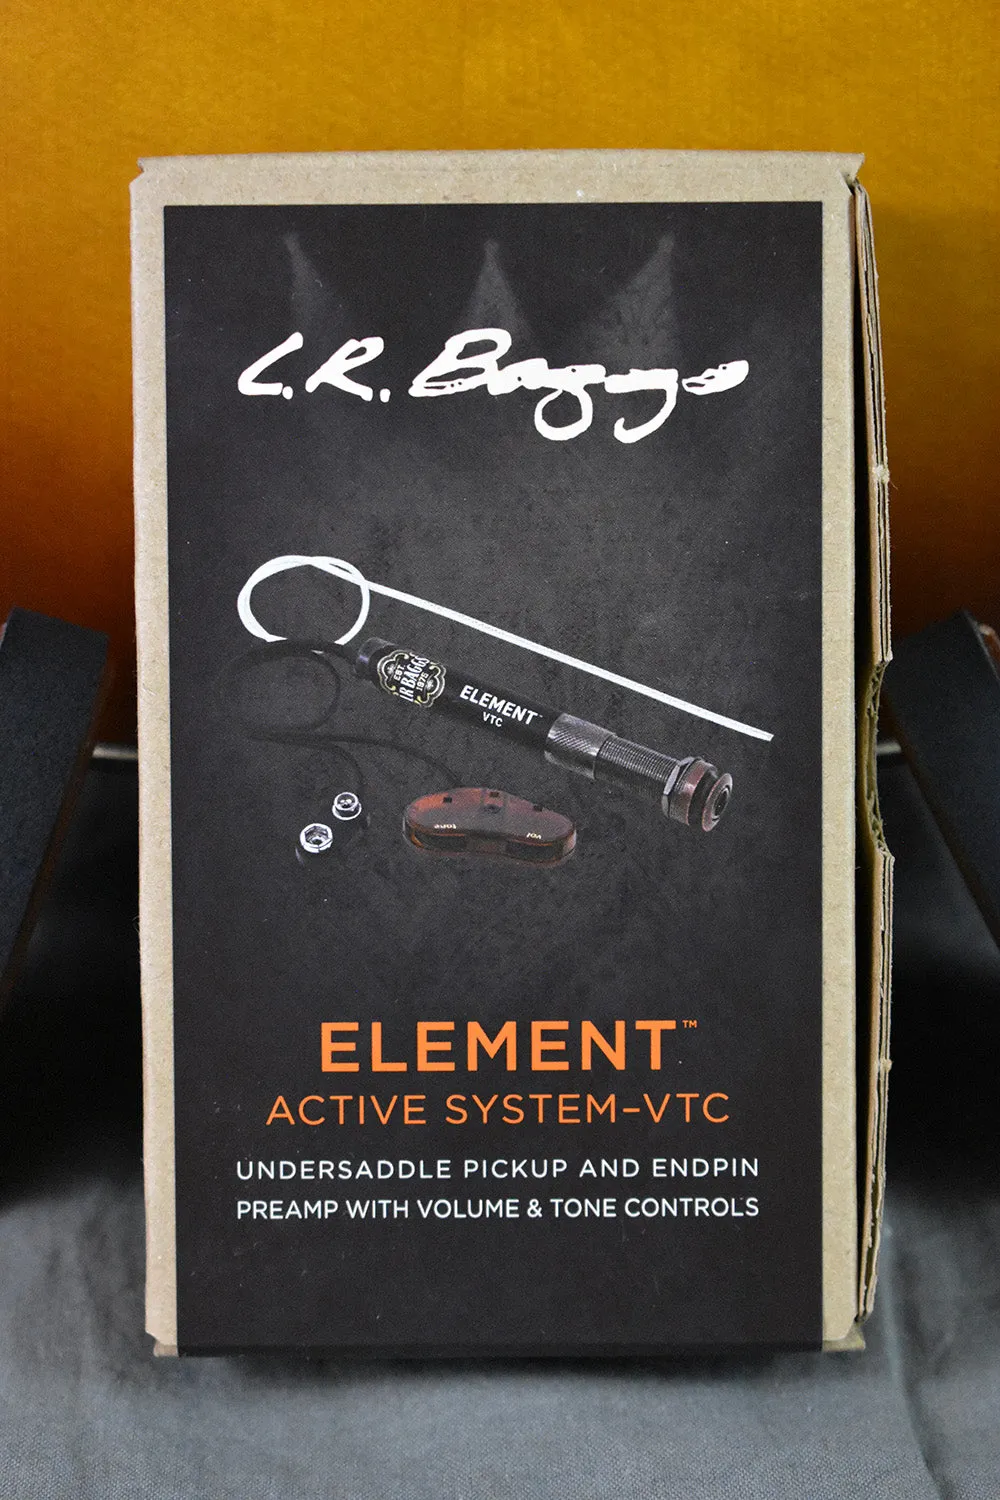 L.R. Baggs
EST.
L.R BAGGS
1975
ELEMENT
VTC
tone
vol
ELEMENT™
ACTIVE SYSTEM–VTC
UNDERSADDLE PICKUP AND ENDPIN
PREAMP WITH VOLUME & TONE CONTROLS